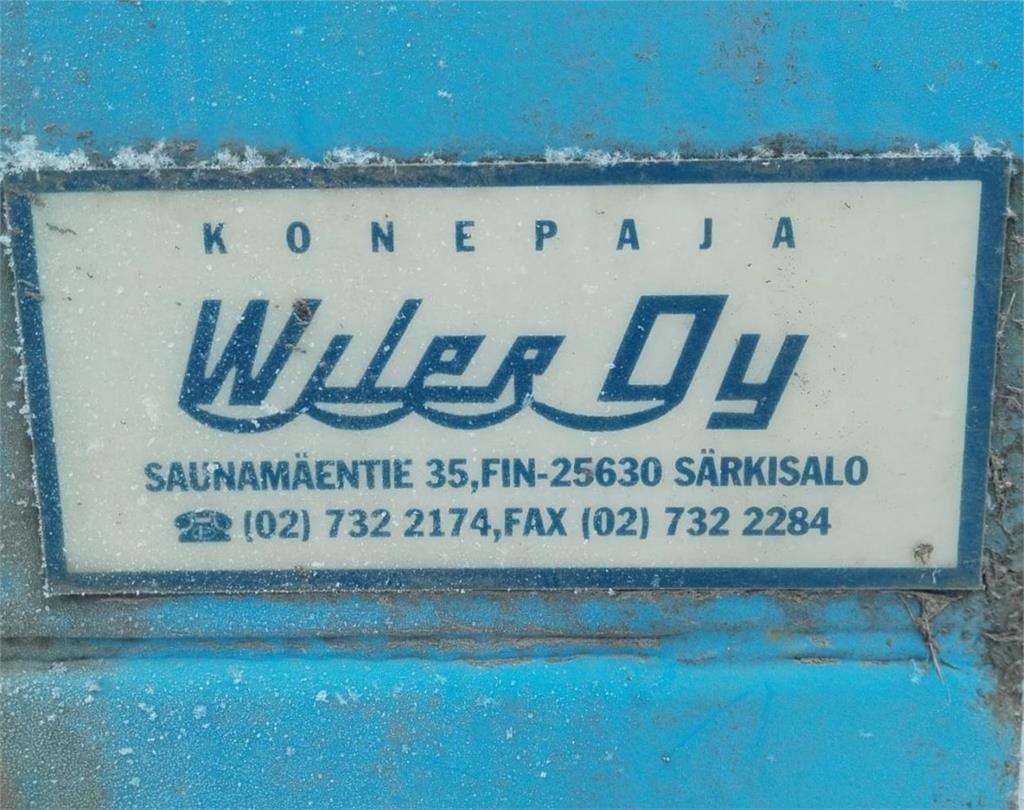 KONEPAJA
Wiler Oy
SAUNAMÄENTIE 35,FIN-25630 SÄRKISALO
☎ (02) 732 2174,FAX (02) 732 2284